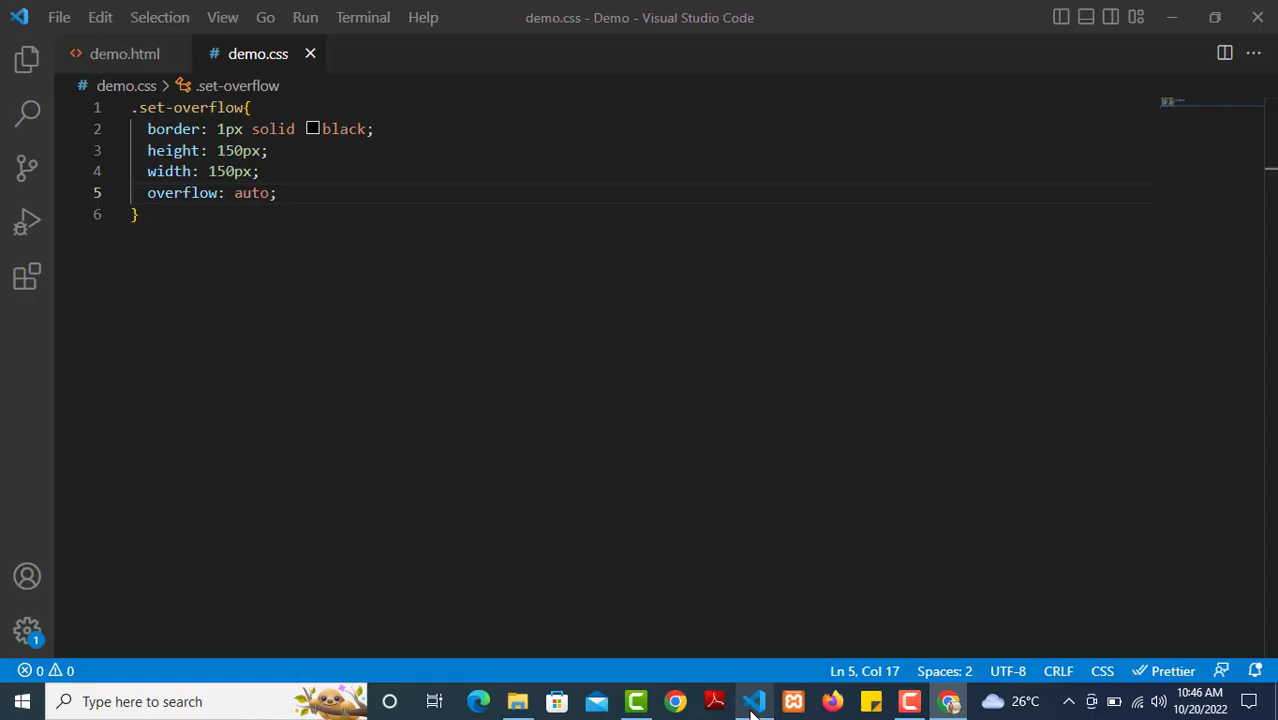 File Edit Selection View Go Run Terminal Help demo.css - Demo - Visual Studio Code
demo.html # demo.css
# demo.css .set-overflow
1 .set-overflow{
2 border: 1px solid black;
3 height: 150px;
4 width: 150px;
5 overflow: auto;
6 }
1
0 0 Ln 5, Col 17 Spaces: 2 UTF-8 CRLF CSS Prettier
Type here to search 26°C 10:46 AM
10/20/2022